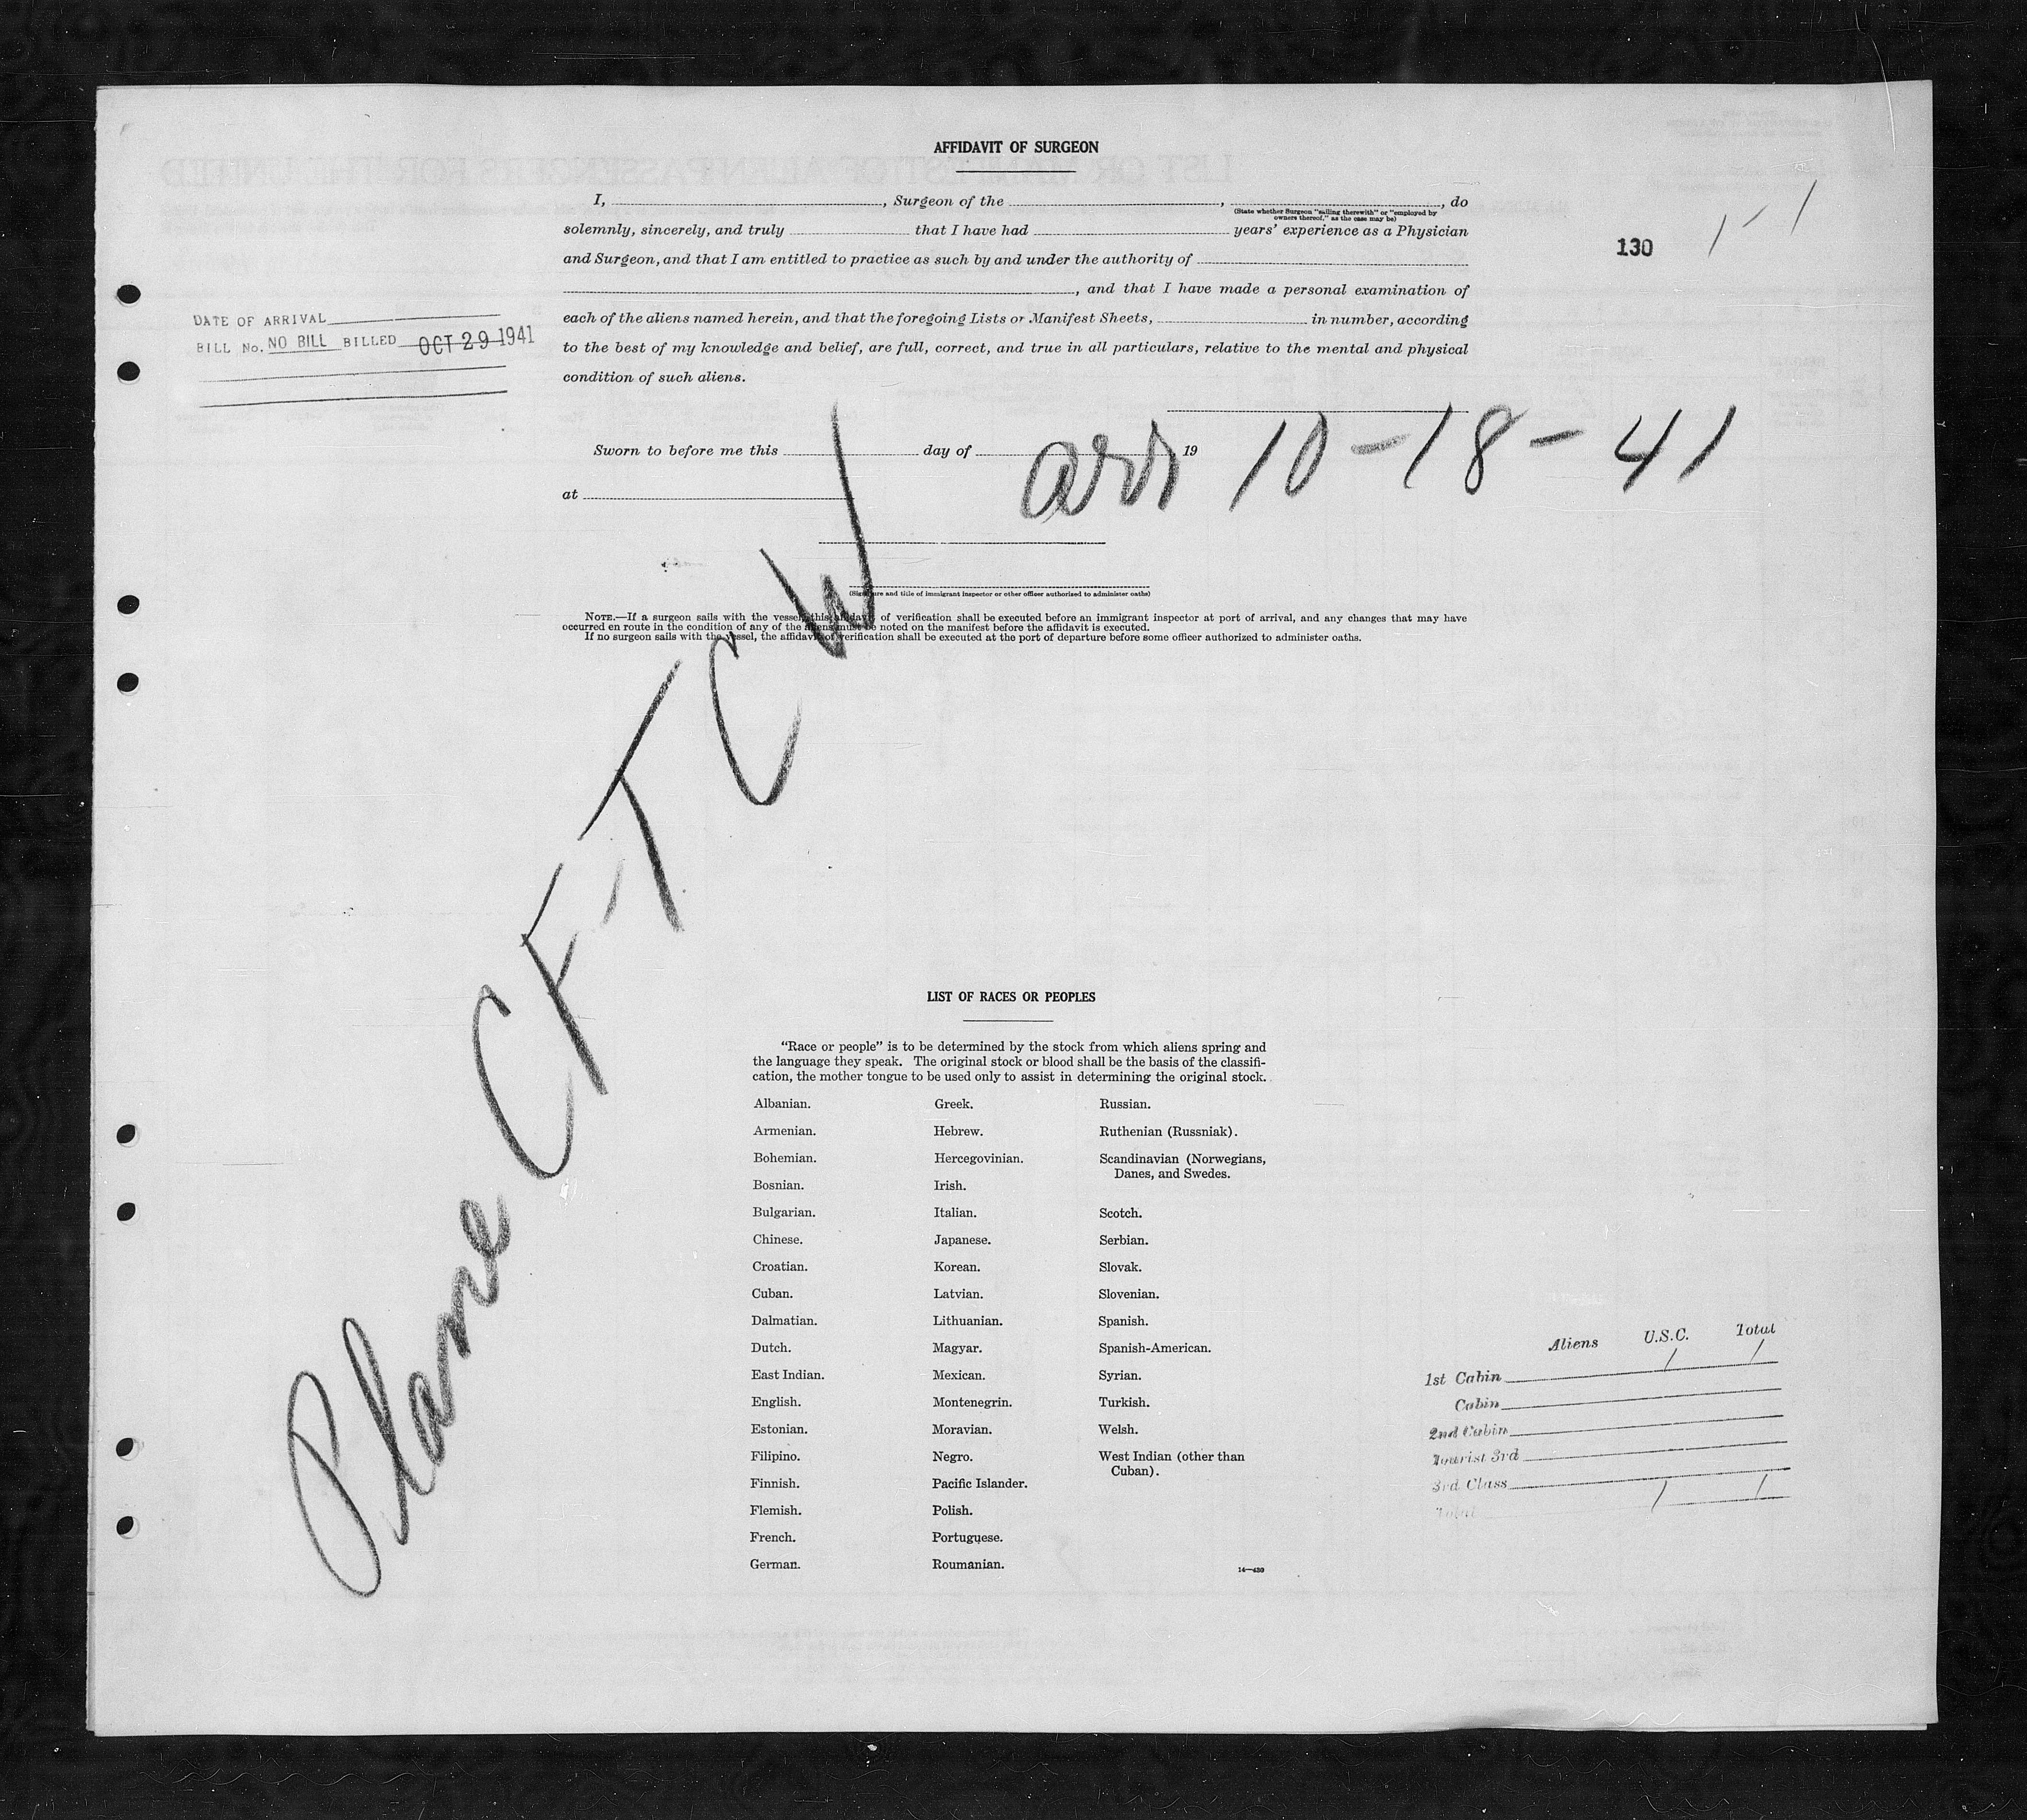 AFFIDAVIT OF SURGEON
I, , Surgeon of the , , do
(State whether Surgeon "sailing therewith" or "employed by
owners thereof," as the case may be)
solemnly, sincerely, and truly that I have had years' experience as a Physician
and Surgeon, and that I am entitled to practice as such by and under the authority of
, and that I have made a personal examination of
each of the aliens named herein, and that the foregoing Lists or Manifest Sheets, in number, according
to the best of my knowledge and belief, are full, correct, and true in all particulars, relative to the mental and physical
condition of such aliens.
130
1-1
DATE OF ARRIVAL
BILL No. NO BILL BILLED OCT 29 1941
Sworn to before me this day of 19
arr 10-18-41
at
(Signature and title of immigrant inspector or other officer authorized to administer oaths)
NOTE.—If a surgeon sails with the vessel, this affidavit of verification shall be executed before an immigrant inspector at port of arrival, and any changes that may have
occurred en route in the condition of any of the aliens must be noted on the manifest before the affidavit is executed.
If no surgeon sails with the vessel, the affidavit of verification shall be executed at the port of departure before some officer authorized to administer oaths.
Plane CF-TCW
LIST OF RACES OR PEOPLES
"Race or people" is to be determined by the stock from which aliens spring and
the language they speak. The original stock or blood shall be the basis of the classifi-
cation, the mother tongue to be used only to assist in determining the original stock.
Albanian.
Armenian.
Bohemian.
Bosnian.
Bulgarian.
Chinese.
Croatian.
Cuban.
Dalmatian.
Dutch.
East Indian.
English.
Estonian.
Filipino.
Finnish.
Flemish.
French.
German.
Greek.
Hebrew.
Hercegovinian.
Irish.
Italian.
Japanese.
Korean.
Latvian.
Lithuanian.
Magyar.
Mexican.
Montenegrin.
Moravian.
Negro.
Pacific Islander.
Polish.
Portuguese.
Roumanian.
Russian.
Ruthenian (Russniak).
Scandinavian (Norwegians,
Danes, and Swedes.
Scotch.
Serbian.
Slovak.
Slovenian.
Spanish.
Spanish-American.
Syrian.
Turkish.
Welsh.
West Indian (other than
Cuban).
14—430
Aliens U.S.C. Total
1st Cabin 1 1
Cabin
2nd Cabin
Tourist 3rd
3rd Class
Total 1 1